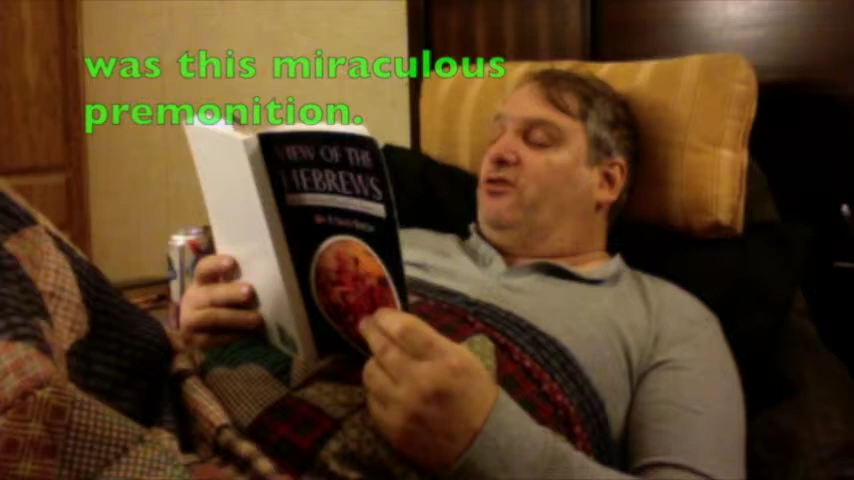 was this miraculous
premonition.
VIEW OF THE
HEBREWS